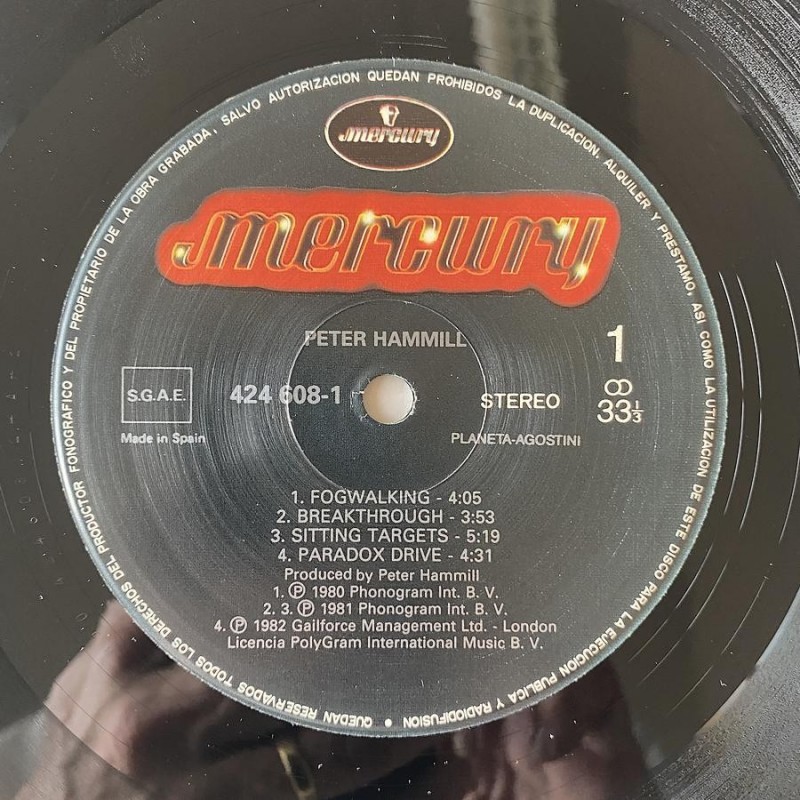 QUEDAN RESERVADOS TODOS LOS DERECHOS DEL PRODUCTOR FONOGRAFICO Y DEL PROPIETARIO DE LA OBRA GRABADA, SALVO AUTORIZACION QUEDAN PROHIBIDOS LA DUPLICACION, ALQUILER Y PRESTAMO, ASI COMO LA UTILIZACION DE ESTE DISCO PARA LA EJECUCION PUBLICA Y RADIODIFUSION •
mercury
mercury
PETER HAMMILL
1
S.G.A.E.
424 608-1
STEREO
33 1/3
Made in Spain
PLANETA-AGOSTINI
1. FOGWALKING - 4:05
2. BREAKTHROUGH - 3:53
3. SITTING TARGETS - 5:19
4. PARADOX DRIVE - 4:31
Produced by Peter Hammill
1. ℗ 1980 Phonogram Int. B. V.
2. 3. ℗ 1981 Phonogram Int. B. V.
4. ℗ 1982 Gailforce Management Ltd. - London
Licencia PolyGram International Music B. V.